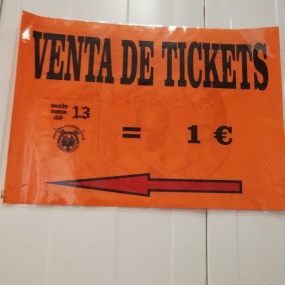 VENTA DE TICKETS
13
= 1 €